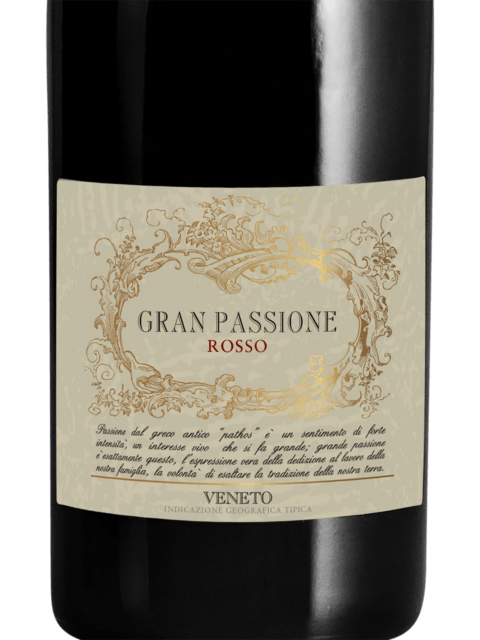 GRAN PASSIONE
ROSSO
Passione dal greco antico "pathos" e` un sentimento di forte
intensita`, un interesse vivo che si fa grande; grande passione
e`esattamente questo, l'espressione vera della dedizione al lavoro della
nostra famiglia, la volonta` di esaltare la tradizione della nostra terra.
VENETO
INDICAZIONE GEOGRAFICA TIPICA